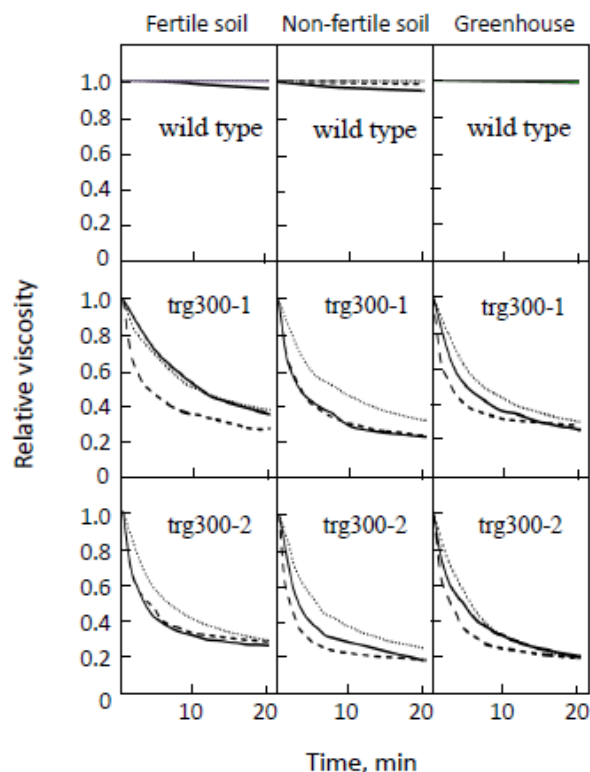 Fertile soil Non-fertile soil Greenhouse
1.0
0.8
0.6
0.4
0.2
0
wild type wild type wild type
Relative viscosity
1.0
0.8
0.6
0.4
0.2
0
trg300-1 trg300-1 trg300-1
1.0
0.8
0.6
0.4
0.2
0
trg300-2 trg300-2 trg300-2
10 20 10 20 10 20
Time, min